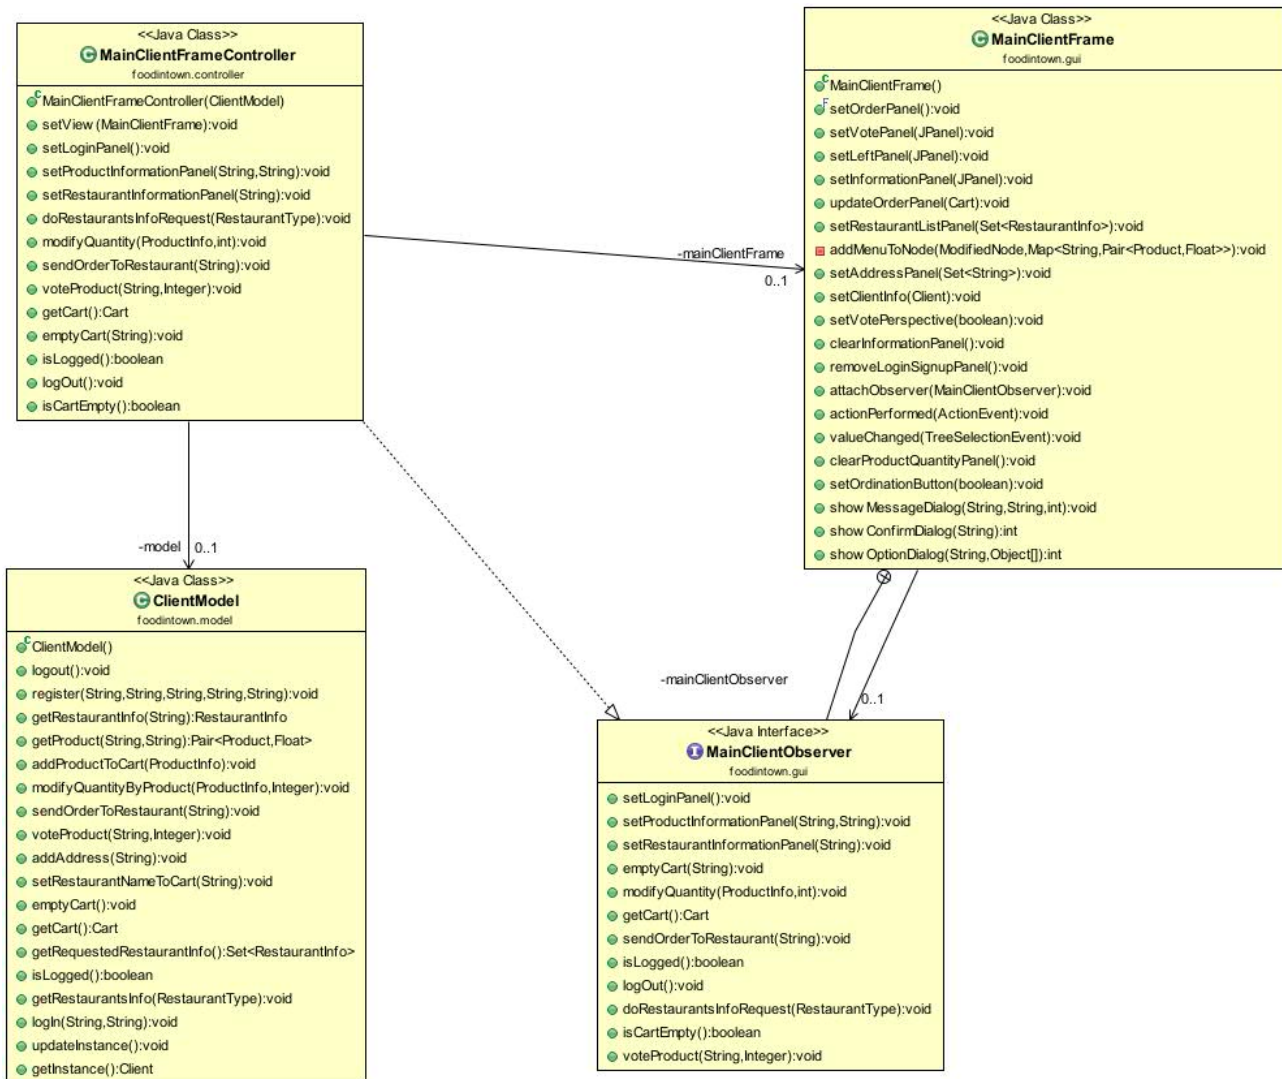 <<Java Class>>
MainClientFrameController
foodintown.controller
MainClientFrameController(ClientModel)
setView(MainClientFrame):void
setLoginPanel():void
setProductInformationPanel(String,String):void
setRestaurantInformationPanel(String):void
doRestaurantsInfoRequest(RestaurantType):void
modifyQuantity(ProductInfo,int):void
sendOrderToRestaurant(String):void
voteProduct(String,Integer):void
getCart():Cart
emptyCart(String):void
isLogged():boolean
logOut():void
isCartEmpty():boolean
<<Java Class>>
MainClientFrame
foodintown.gui
MainClientFrame()
setOrderPanel():void
setVotePanel(JPanel):void
setLeftPanel(JPanel):void
setInformationPanel(JPanel):void
updateOrderPanel(Cart):void
setRestaurantListPanel(Set<RestaurantInfo>):void
addMenuToNode(ModifiedNode,Map<String,Pair<Product,Float>>):void
setAddressPanel(Set<String>):void
setClientInfo(Client):void
setVotePerspective(boolean):void
clearInformationPanel():void
removeLoginSignupPanel():void
attachObserver(MainClientObserver):void
actionPerformed(ActionEvent):void
valueChanged(TreeSelectionEvent):void
clearProductQuantityPanel():void
setOrdinationButton(boolean):void
showMessageDialog(String,String,int):void
showConfirmDialog(String):int
showOptionDialog(String,Object[]):int
-mainClientFrame
0..1
-model 0..1
<<Java Class>>
ClientModel
foodintown.model
ClientModel()
logout():void
register(String,String,String,String,String):void
getRestaurantInfo(String):RestaurantInfo
getProduct(String,String):Pair<Product,Float>
addProductToCart(ProductInfo):void
modifyQuantityByProduct(ProductInfo,Integer):void
sendOrderToRestaurant(String):void
voteProduct(String,Integer):void
addAddress(String):void
setRestaurantNameToCart(String):void
emptyCart():void
getCart():Cart
getRequestedRestaurantInfo():Set<RestaurantInfo>
isLogged():boolean
getRestaurantsInfo(RestaurantType):void
logIn(String,String):void
updateInstance():void
getInstance():Client
-mainClientObserver
0..1
<<Java Interface>>
MainClientObserver
foodintown.gui
setLoginPanel():void
setProductInformationPanel(String,String):void
setRestaurantInformationPanel(String):void
emptyCart(String):void
modifyQuantity(ProductInfo,int):void
getCart():Cart
sendOrderToRestaurant(String):void
isLogged():boolean
logOut():void
doRestaurantsInfoRequest(RestaurantType):void
isCartEmpty():boolean
voteProduct(String,Integer):void